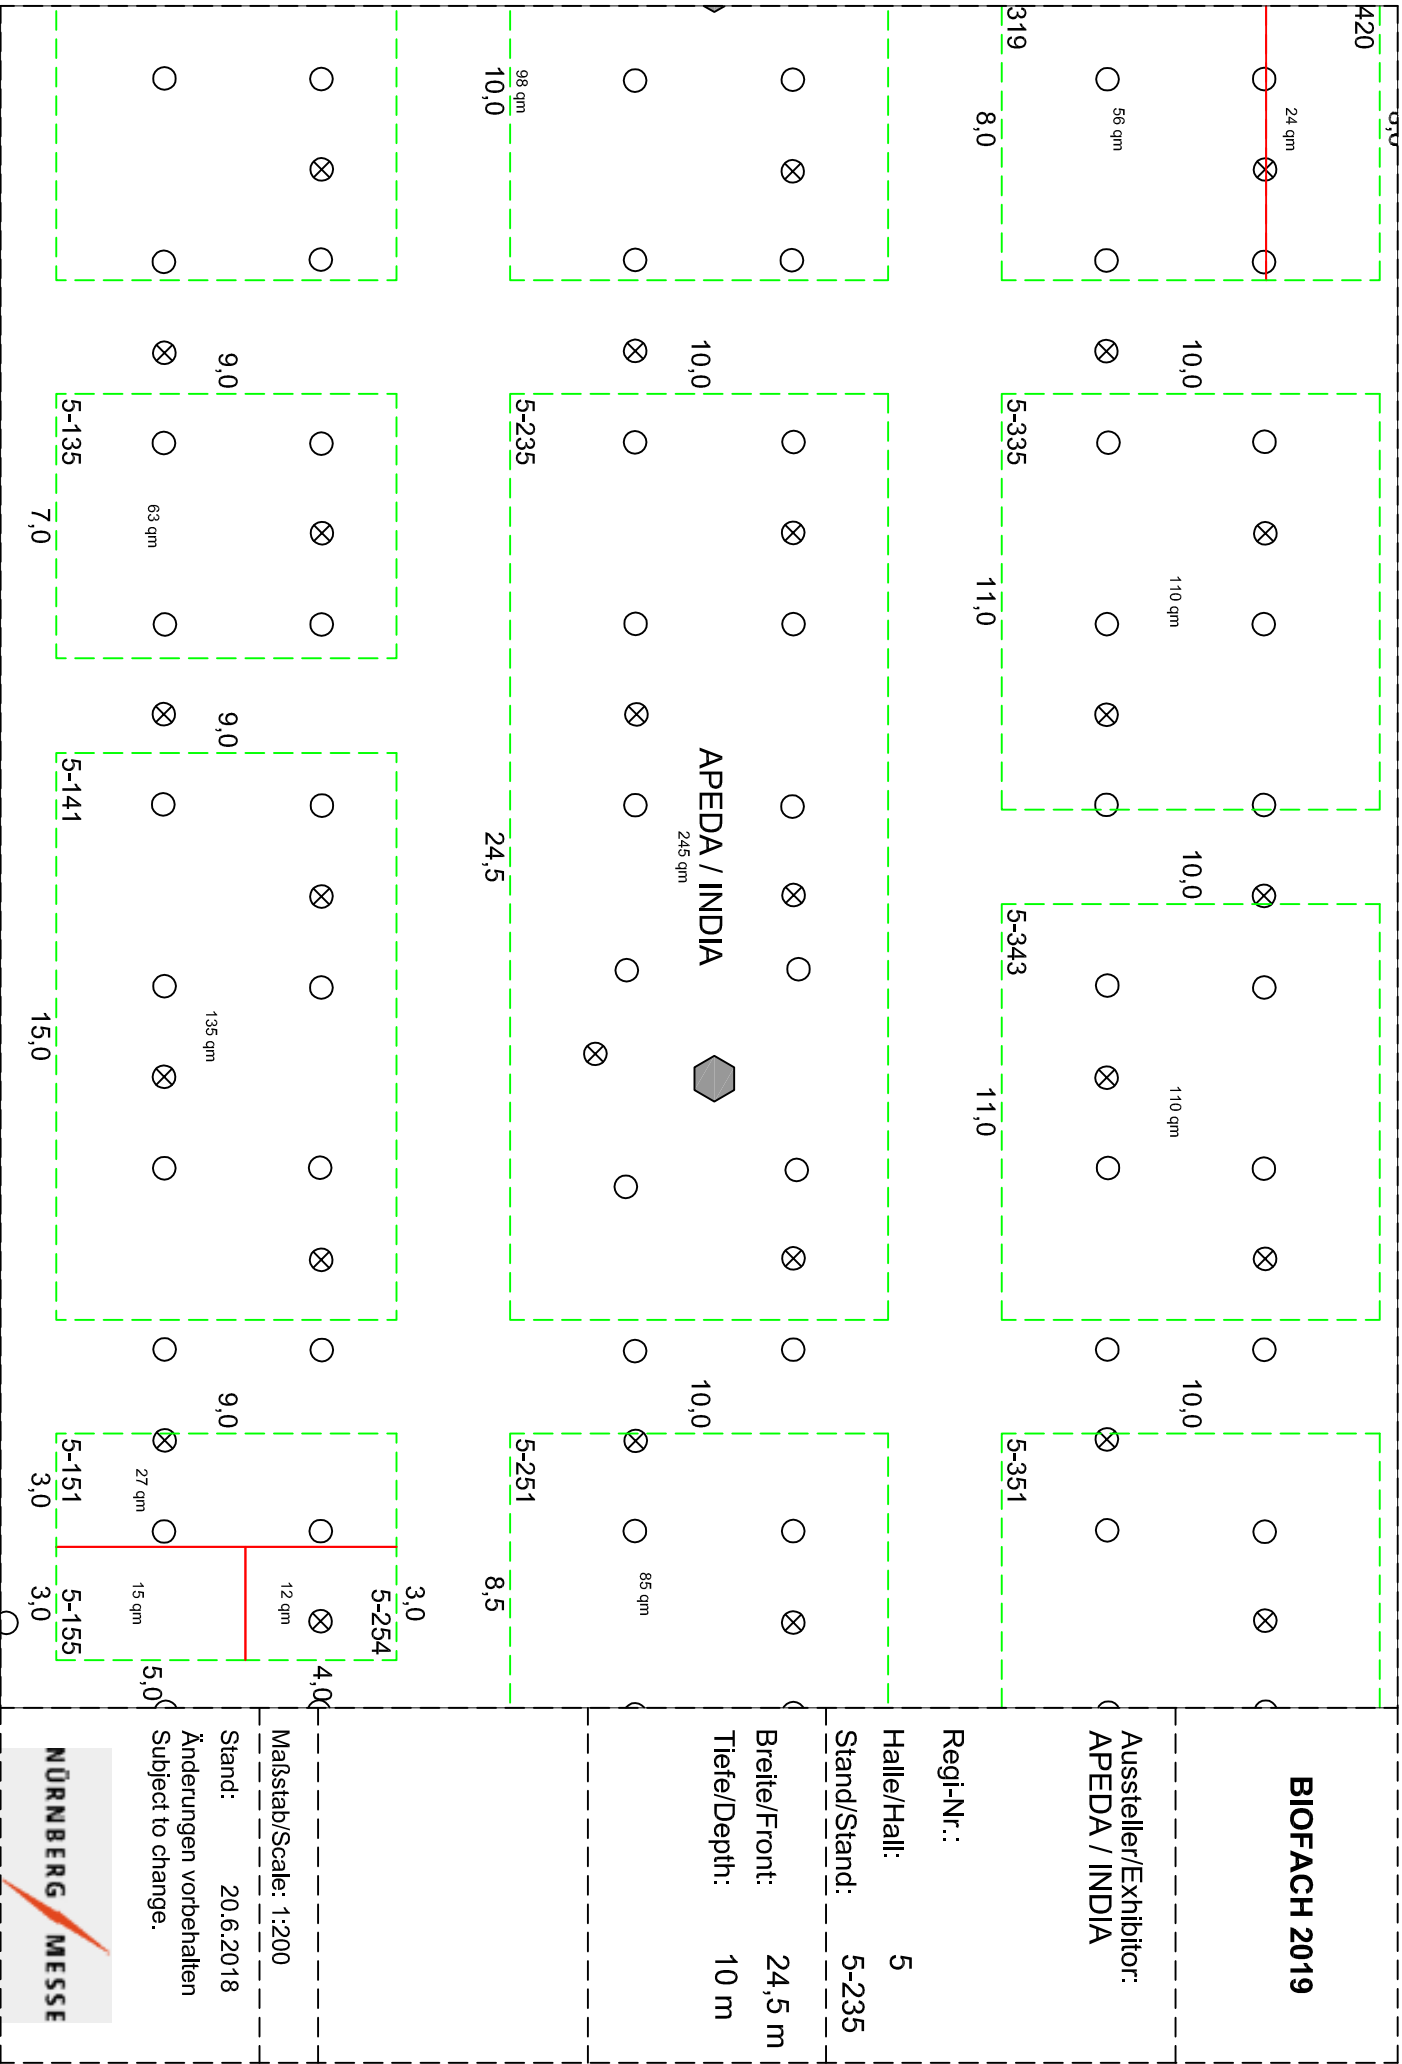 420
8,0
24 qm
319
56 qm
8,0
98 qm
10,0
10,0
5-335
110 qm
11,0
10,0
5-343
110 qm
11,0
10,0
5-351
10,0
5-235
APEDA / INDIA
245 qm
24,5
10,0
5-251
85 qm
8,5
9,0
5-135
63 qm
7,0
9,0
5-141
135 qm
15,0
9,0
5-151
27 qm
3,0
3,0
5-254
12 qm
4,0
15 qm
5-155
3,0
5,0
BIOFACH 2019
Aussteller/Exhibitor:
APEDA / INDIA
Regi-Nr.:
Halle/Hall: 5
Stand/Stand: 5-235
Breite/Front: 24,5 m
Tiefe/Depth: 10 m
Maßstab/Scale: 1:200
Stand: 20.6.2018
Änderungen vorbehalten
Subject to change.
NÜRNBERG MESSE